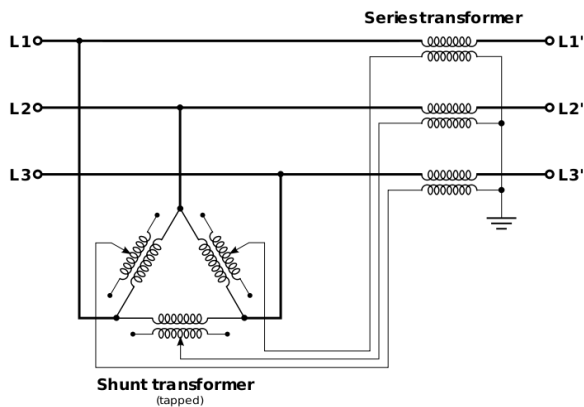 Series transformer
L1
L1'
L2
L2'
L3
L3'
Shunt transformer
(tapped)